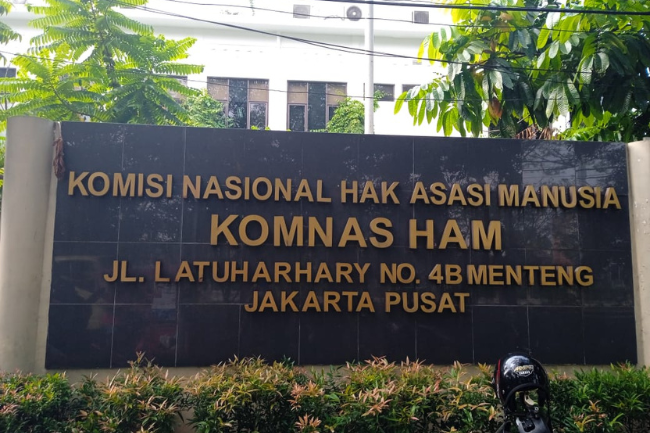 KOMISI NASIONAL HAK ASASI MANUSIA
KOMNAS HAM
JL. LATUHARHARY NO. 4B MENTENG
JAKARTA PUSAT